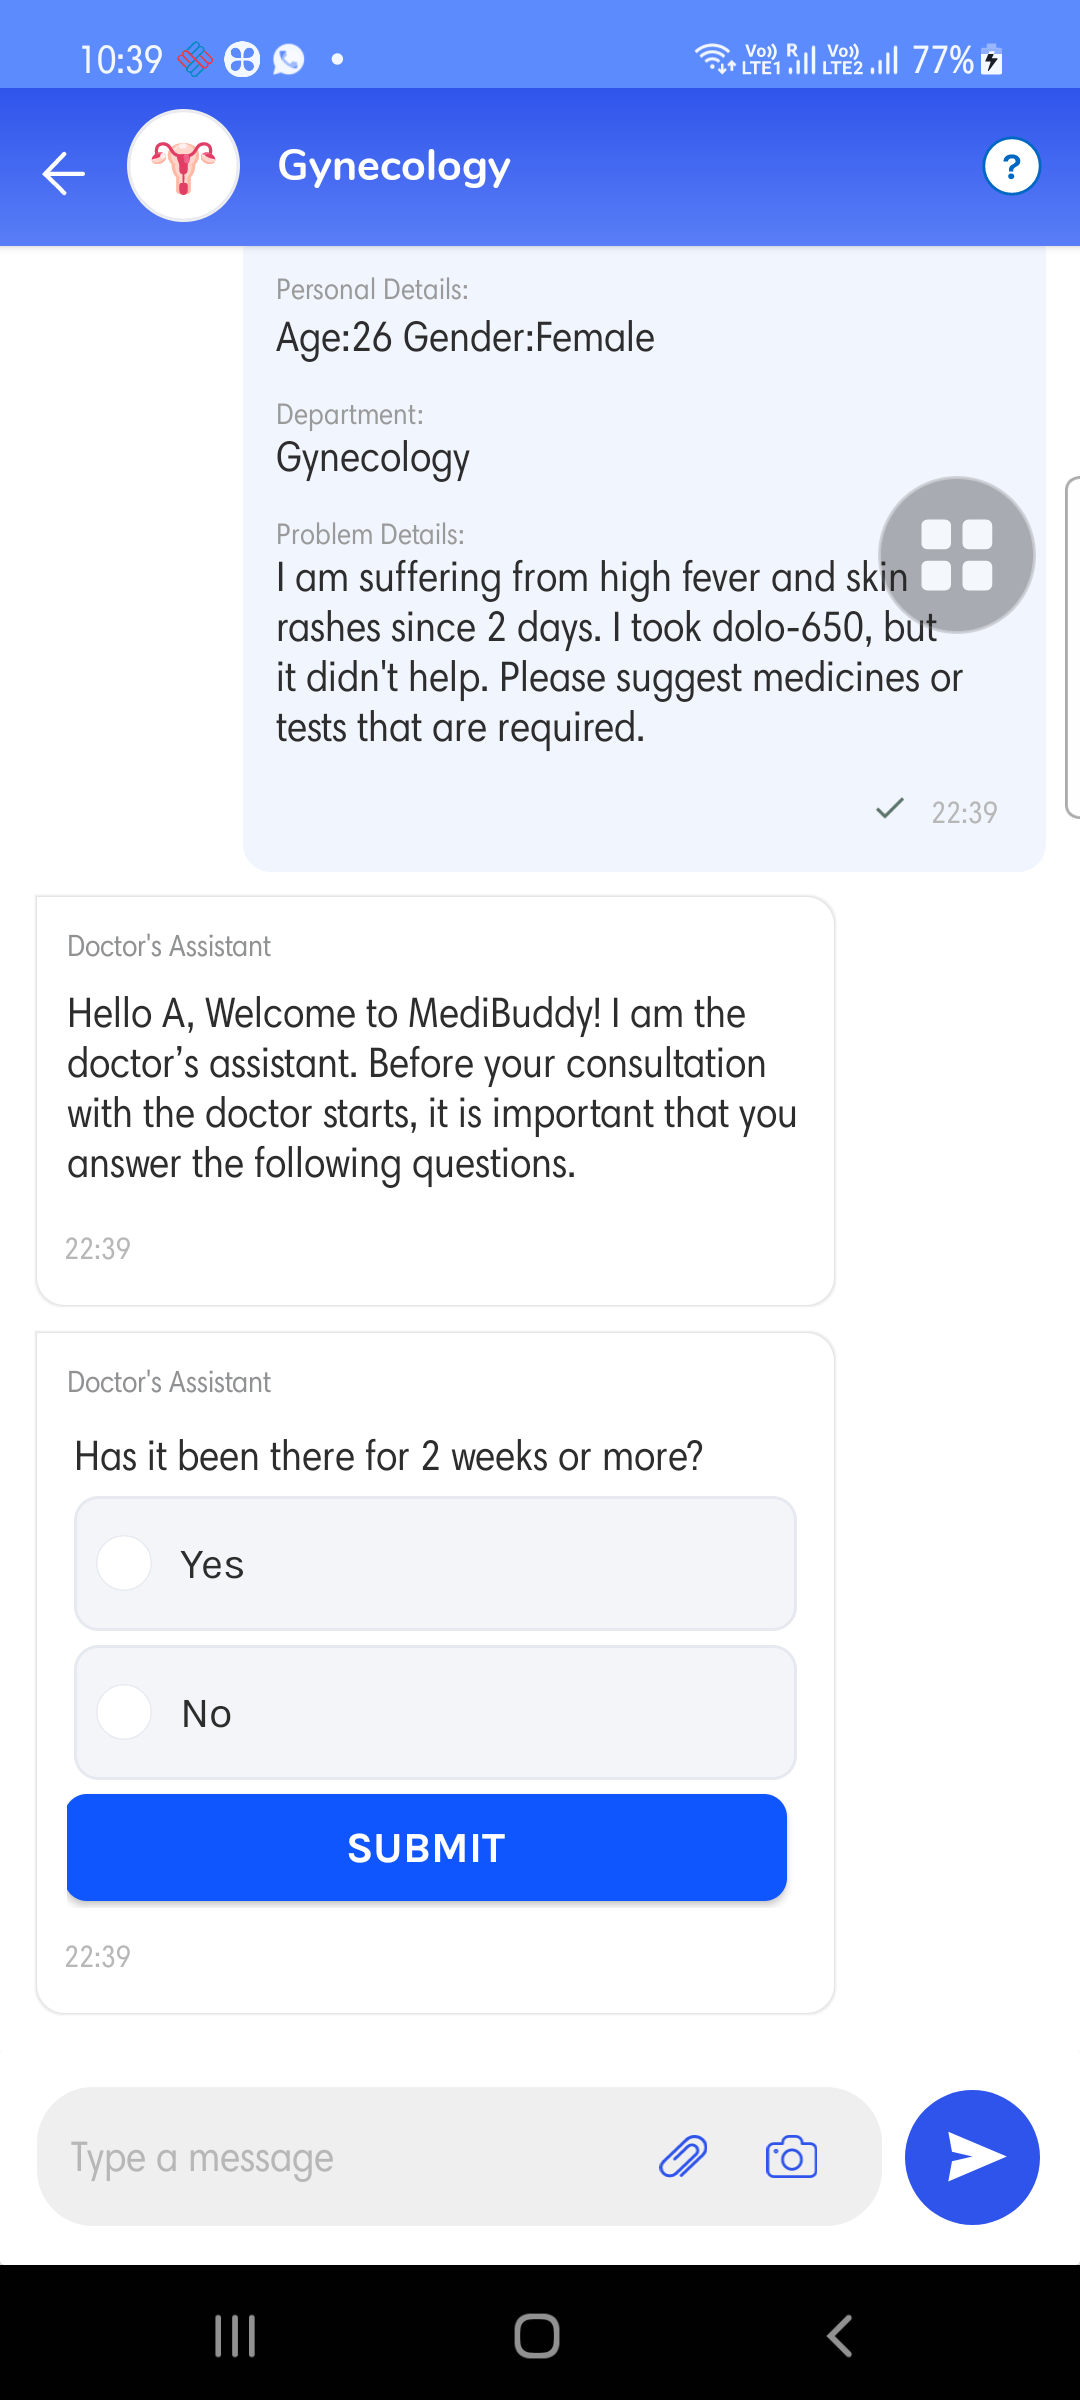 10:39
Vo)) R Vo))
LTE1 LTE2 77%
Gynecology ?
Personal Details:
Age:26 Gender:Female
Department:
Gynecology
Problem Details:
I am suffering from high fever and skin
rashes since 2 days. I took dolo-650, but
it didn't help. Please suggest medicines or
tests that are required.
22:39
Doctor's Assistant
Hello A, Welcome to MediBuddy! I am the
doctor’s assistant. Before your consultation
with the doctor starts, it is important that you
answer the following questions.
22:39
Doctor's Assistant
Has it been there for 2 weeks or more?
Yes
No
SUBMIT
22:39
Type a message